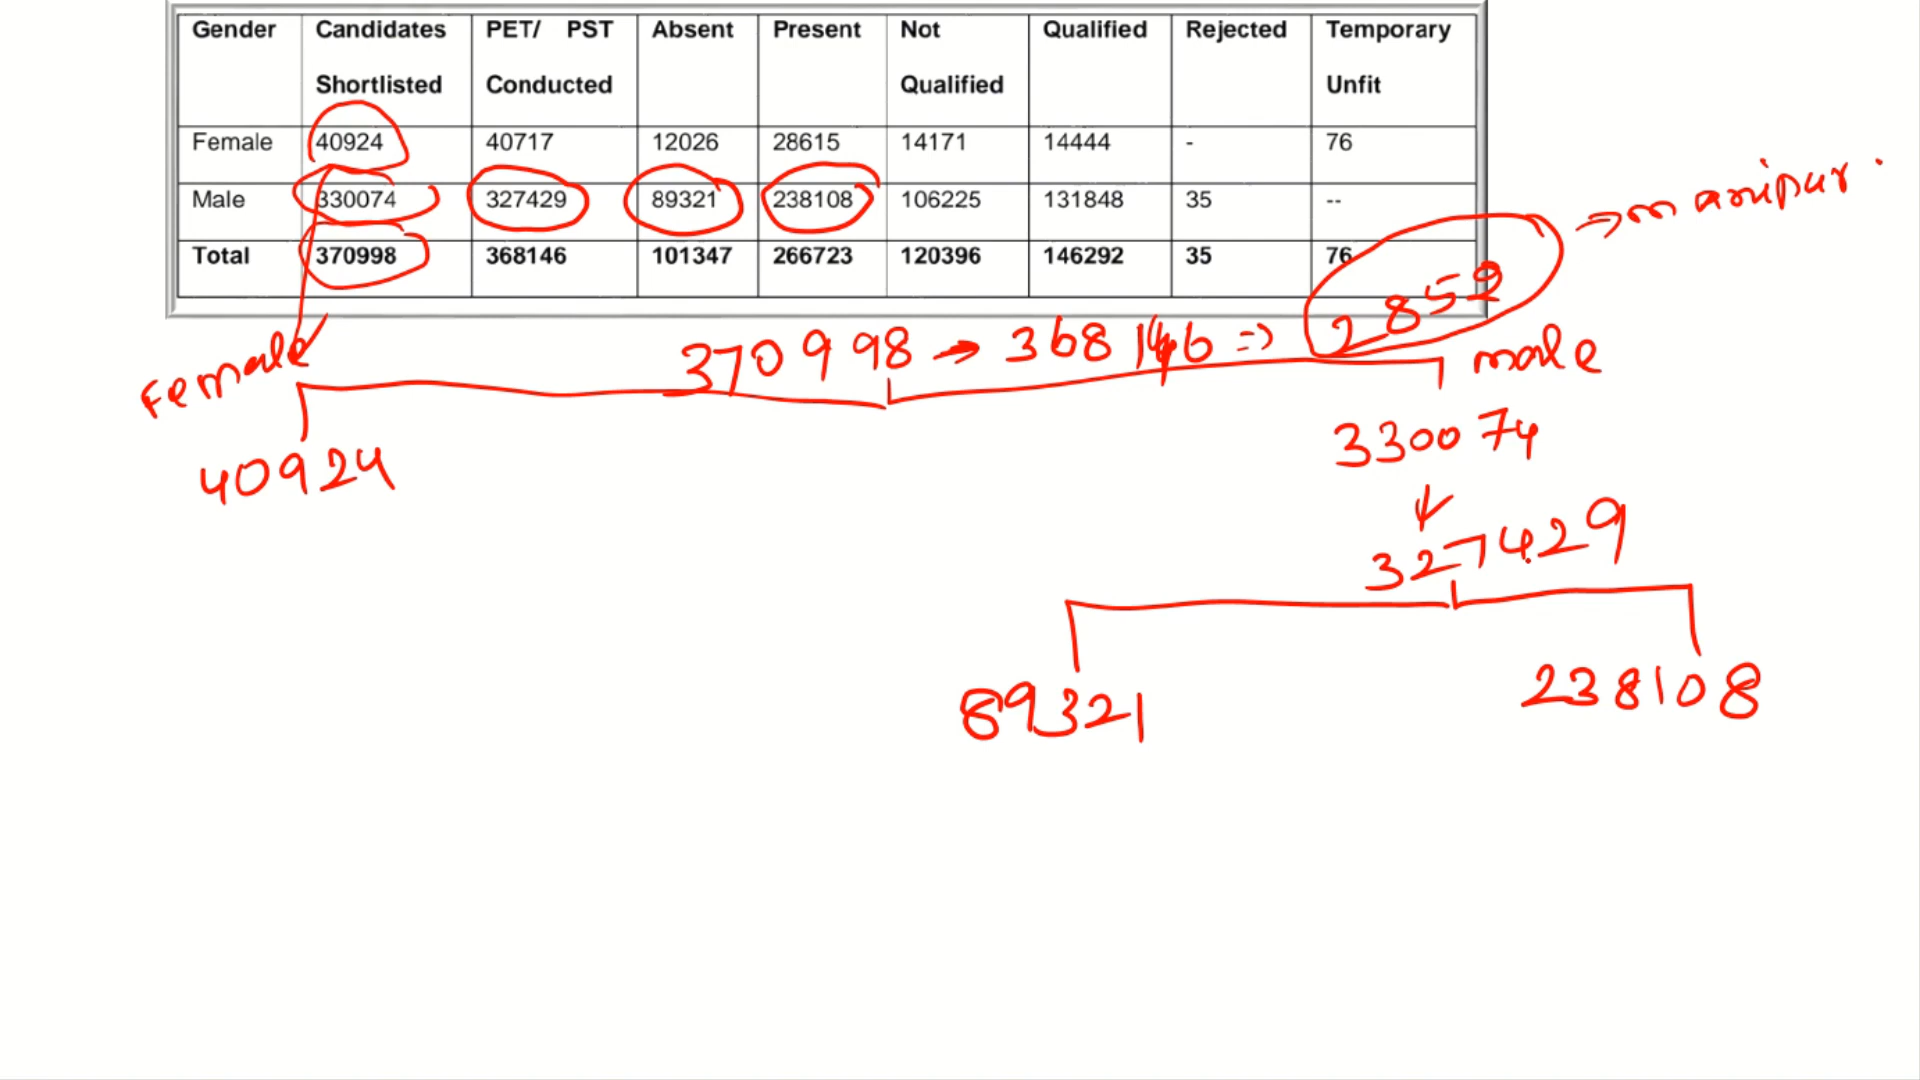 Gender Candidates Shortlisted PET/ PST Conducted Absent Present Not Qualified Qualified Rejected Temporary Unfit
Female 40924 40717 12026 28615 14171 14444 - 76
Male 330074 327429 89321 238108 106225 131848 35 --
Total 370998 368146 101347 266723 120396 146292 35 76
→ manipur .
370998 → 368146 => 2852
Female male
40924 330074
327429
89321 238108